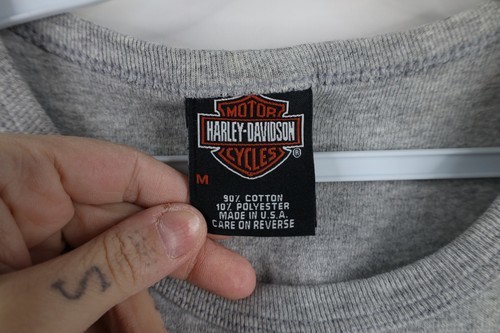 MOTOR
HARLEY-DAVIDSON
CYCLES®
M
90% COTTON
10% POLYESTER
MADE IN U.S.A.
CARE ON REVERSE
S